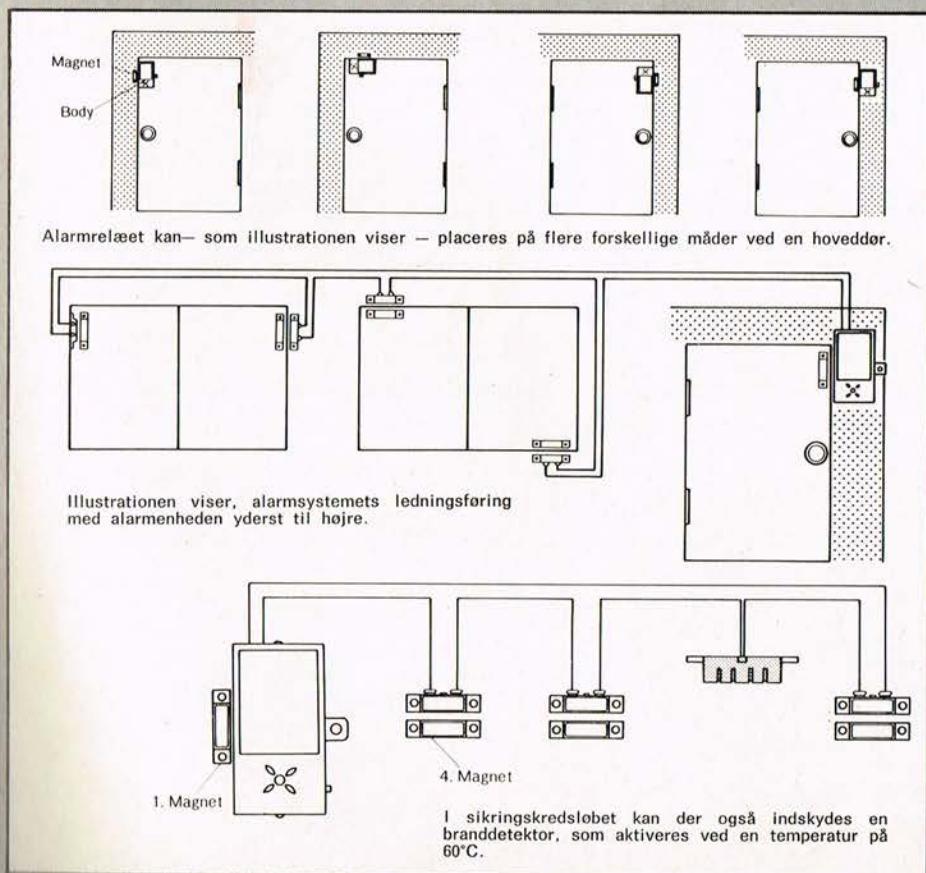 Magnet
Body
Alarmrelæet kan— som illustrationen viser — placeres på flere forskellige måder ved en hoveddør.
Illustrationen viser, alarmsystemets ledningsføring
med alarmenheden yderst til højre.
1. Magnet
4. Magnet
I sikringskredsløbet kan der også indskydes en
branddetektor, som aktiveres ved en temperatur på
60°C.